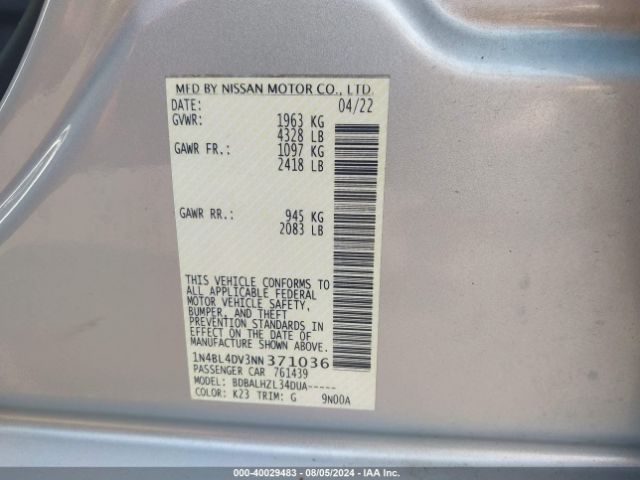 MFD BY NISSAN MOTOR CO., LTD
DATE: 04/22
GVWR: 1963 KG
4328 LB
GAWR FR.: 1097 KG
2418 LB
GAWR RR.: 945 KG
2083 LB
THIS VEHICLE CONFORMS TO
ALL APPLICABLE FEDERAL
MOTOR VEHICLE SAFETY,
BUMPER, AND THEFT
PREVENTION STANDARDS IN
EFFECT ON THE DATE OF
MANUFACTURE SHOWN ABOVE.
1N4BL4DV3NN371036
PASSENGER CAR 761439
MODEL: BDBALHZL34DUA-----
COLOR: K23 TRIM: G 9N00A
000-40029483 - 08/05/2024 - IAAI.COM